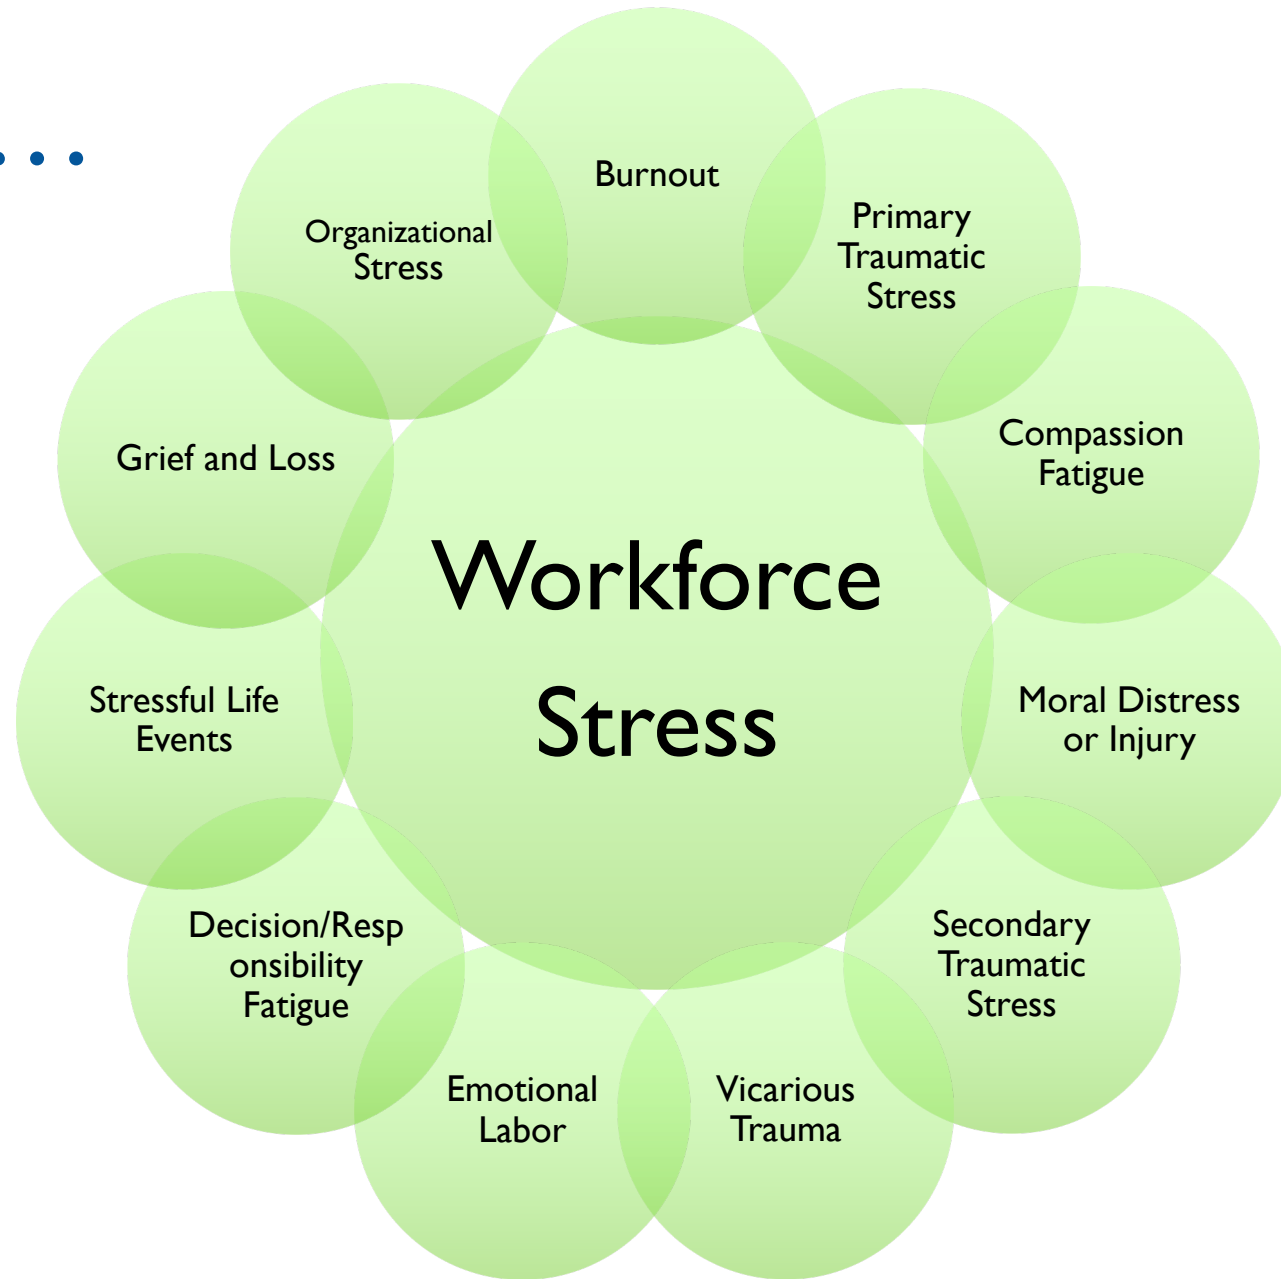 Burnout
Primary
Traumatic
Stress
Compassion
Fatigue
Moral Distress
or Injury
Secondary
Traumatic
Stress
Vicarious
Trauma
Emotional
Labor
Decision/Resp
onsibility
Fatigue
Stressful Life
Events
Grief and Loss
Organizational
Stress
Workforce
Stress